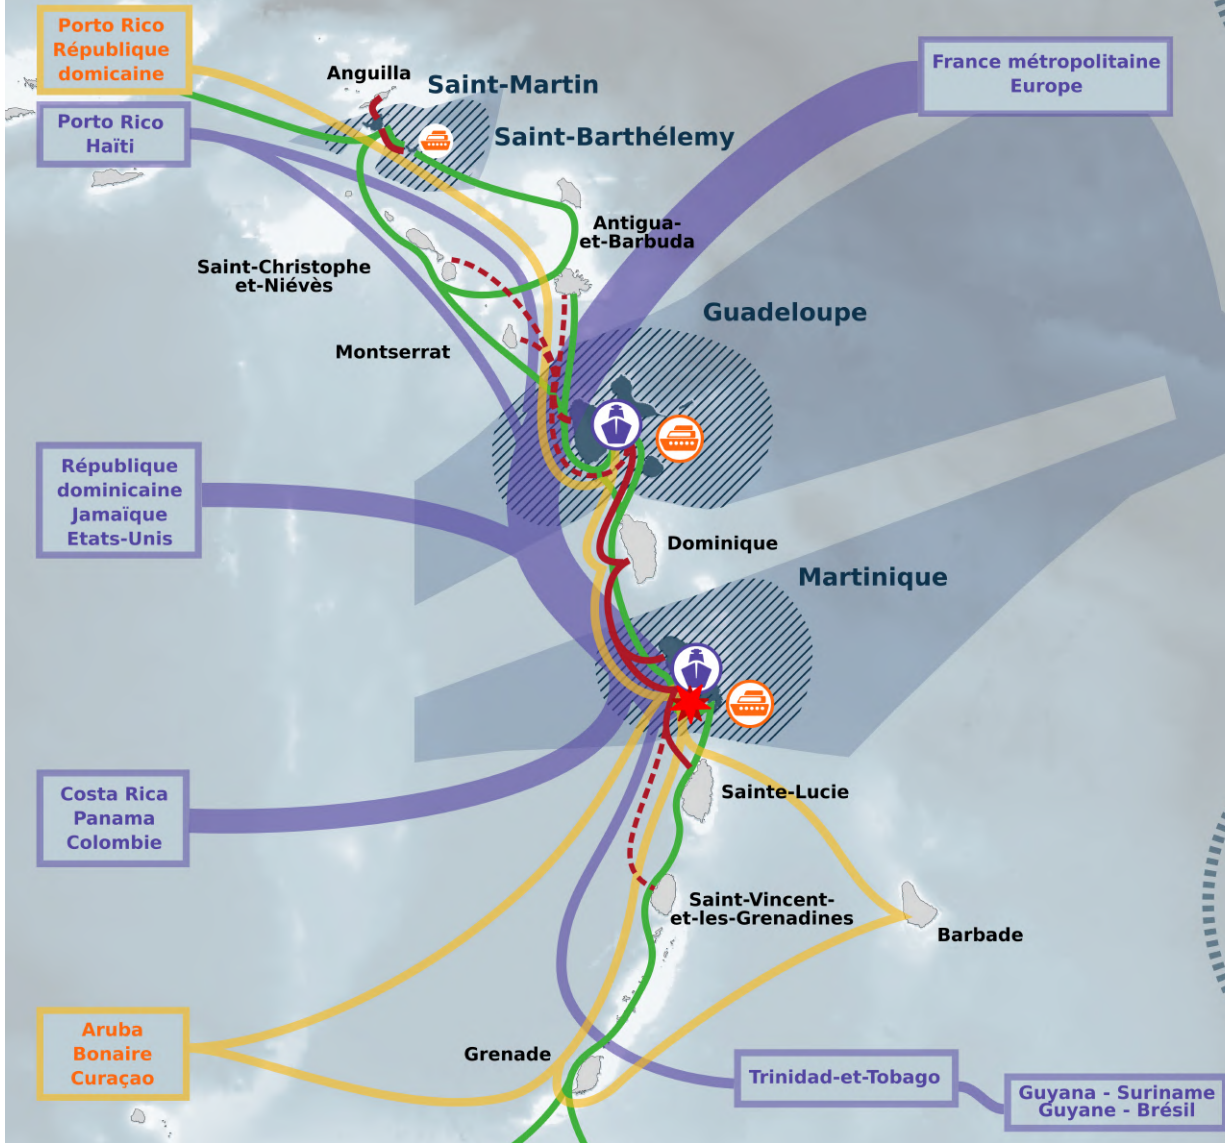 Porto Rico
République
domicaine
Anguilla
Saint-Martin
France métropolitaine
Europe
Porto Rico
Haïti
Saint-Barthélemy
Antigua-
et-Barbuda
Saint-Christophe
et-Niévès
Guadeloupe
Montserrat
République
dominicaine
Jamaïque
Etats-Unis
Dominique
Martinique
Costa Rica
Panama
Colombie
Sainte-Lucie
Saint-Vincent-
et-les-Grenadines
Barbade
Aruba
Bonaire
Curaçao
Grenade
Trinidad-et-Tobago
Guyana - Suriname
Guyane - Brésil